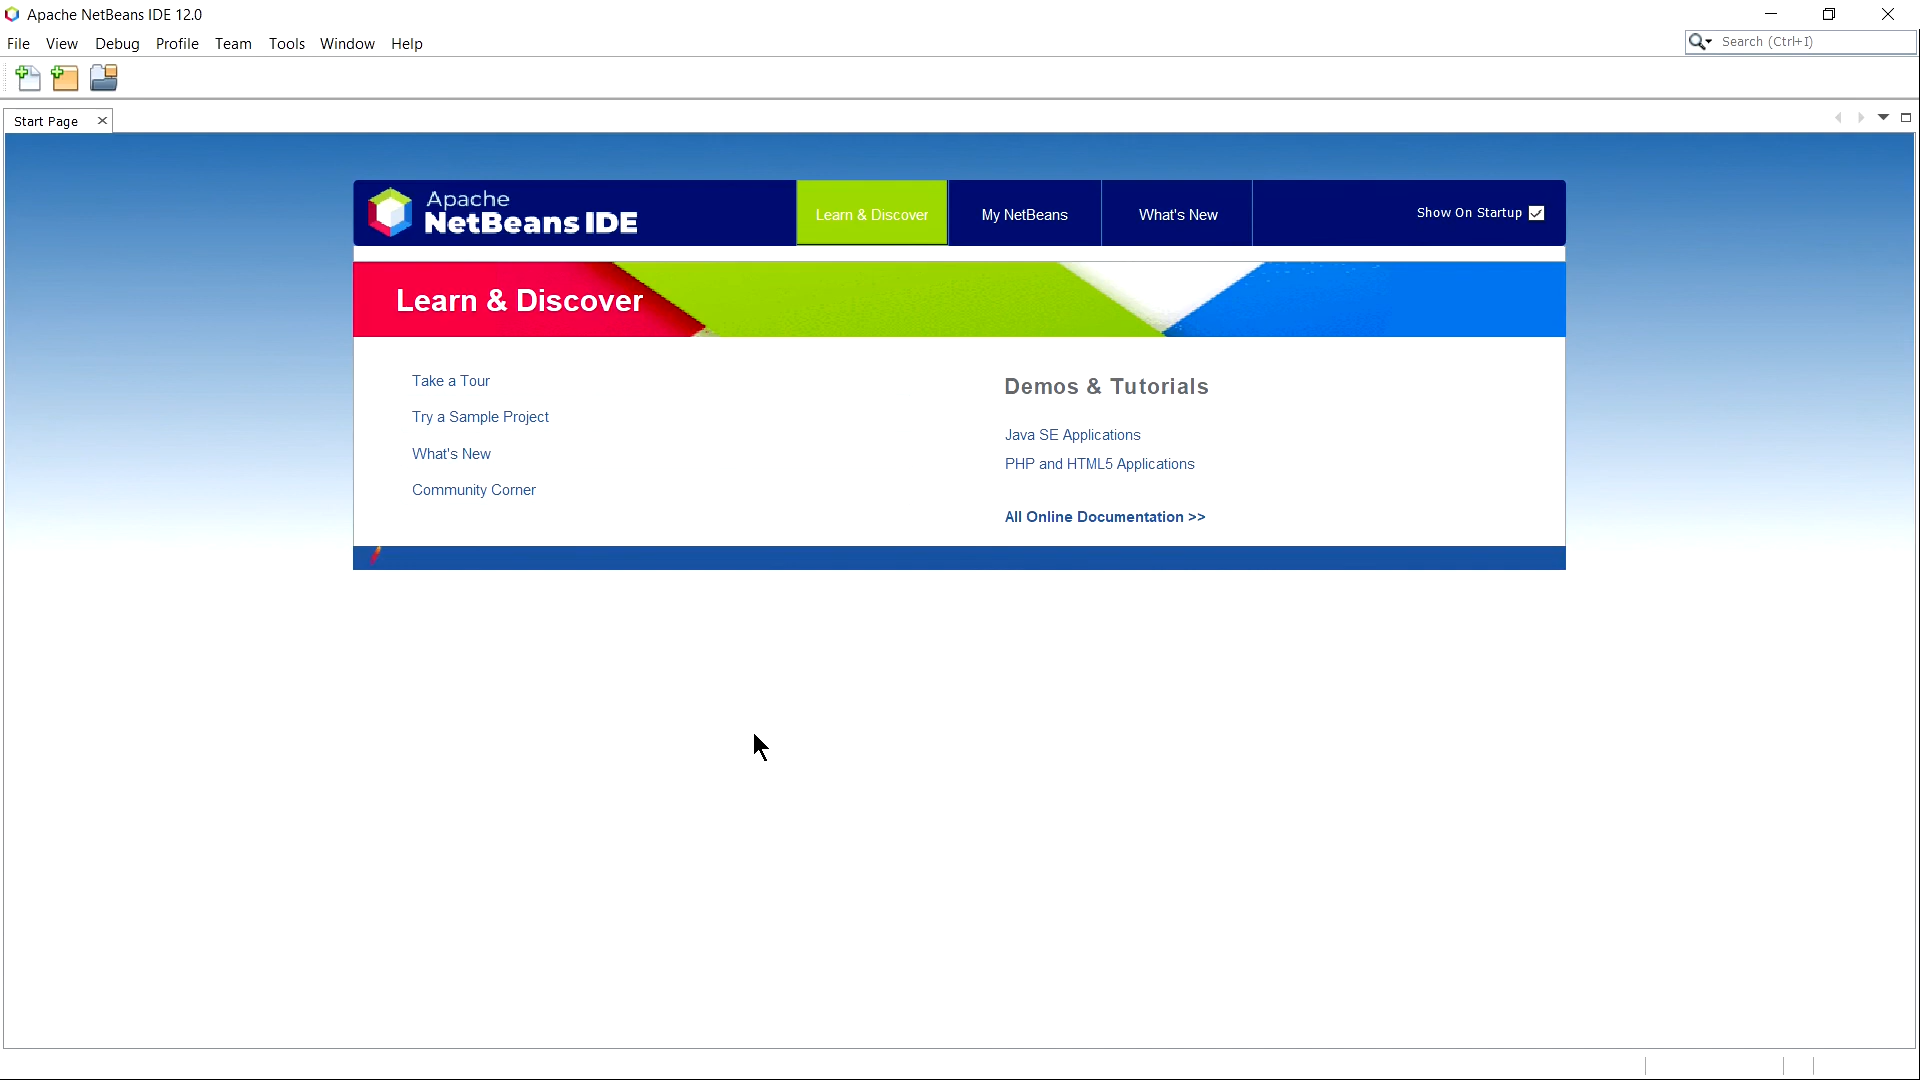 Apache NetBeans IDE 12.0
File View Debug Profile Team Tools Window Help
Search (Ctrl+I)
Start Page
Apache
NetBeans IDE
Learn & Discover
My NetBeans
What's New
Show On Startup
Learn & Discover
Take a Tour
Try a Sample Project
What's New
Community Corner
Demos & Tutorials
Java SE Applications
PHP and HTML5 Applications
All Online Documentation >>